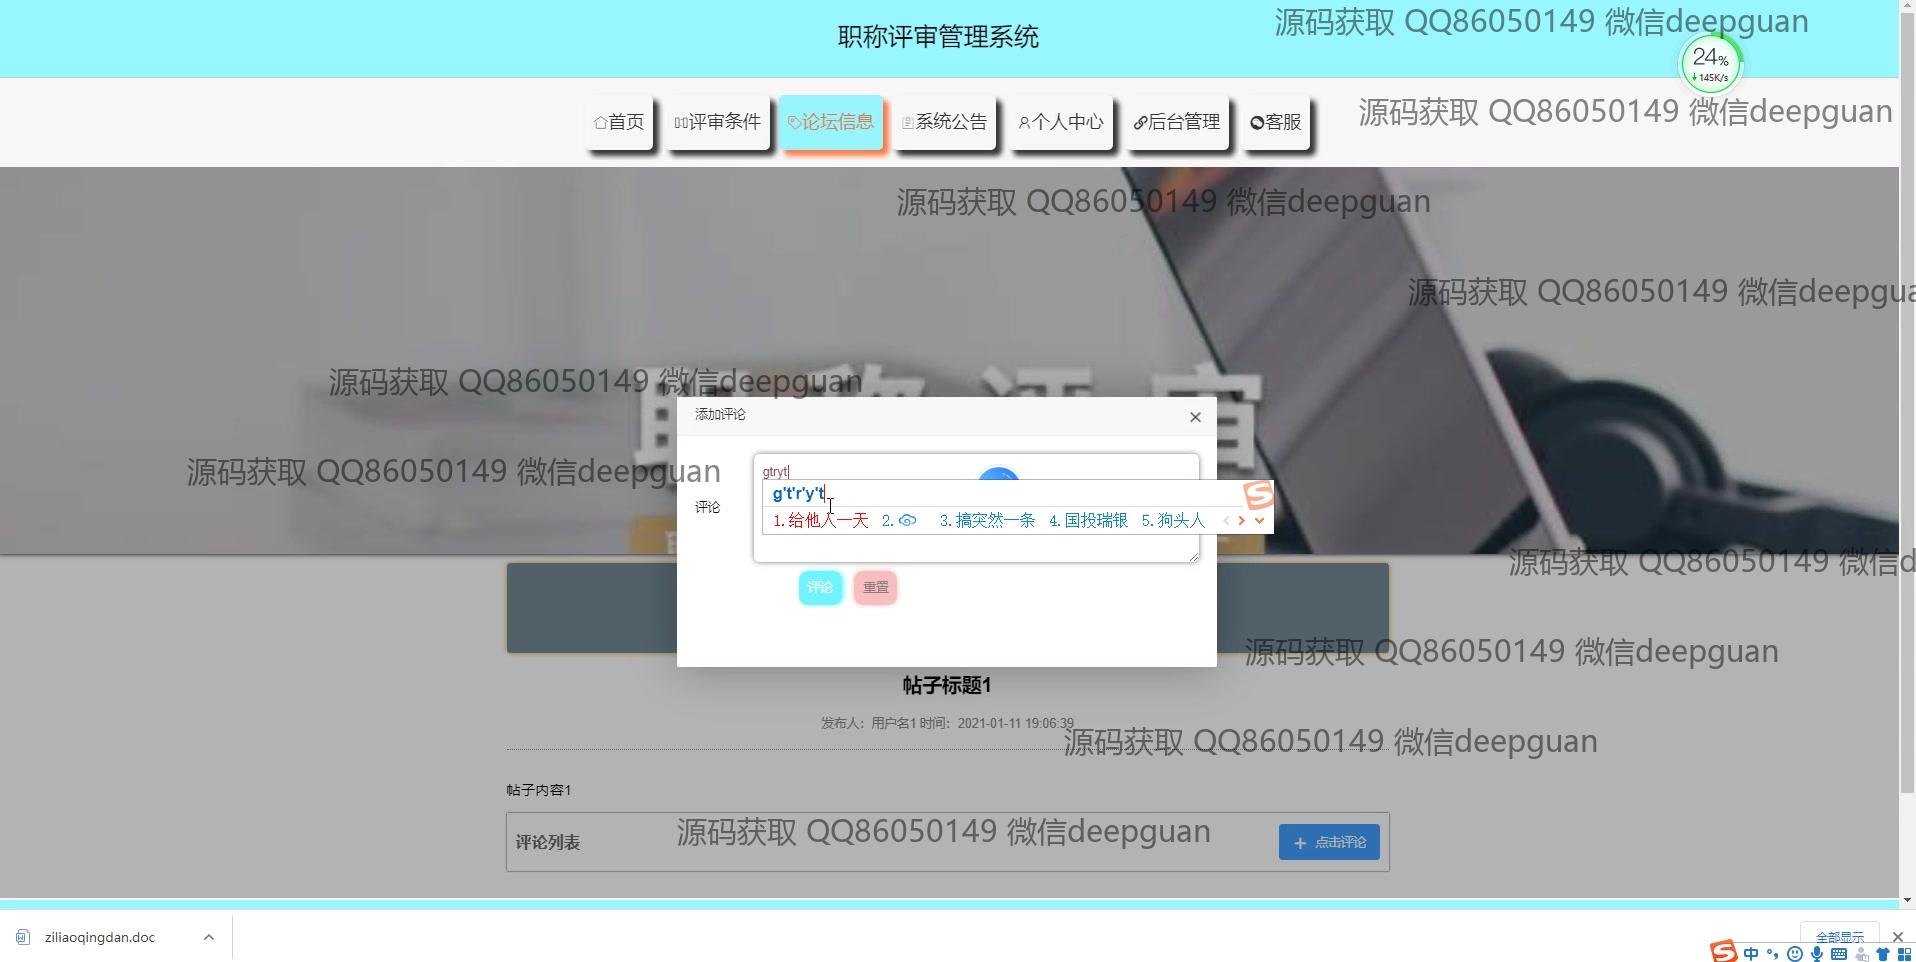 职称评审管理系统
源码获取 QQ86050149 微信deepguan
24%
↓145K/s
首页
评审条件
论坛信息
系统公告
个人中心
后台管理
客服
源码获取 QQ86050149 微信deepguan
源码获取 QQ86050149 微信deepguan
源码获取 QQ86050149 微信deepgua
源码获取 QQ86050149 微信deepguan
职称评审
添加评论
源码获取 QQ86050149 微信deepguan
gtryt
g't'r'y't
评论
1.给他人一天 2. 3.搞突然一条 4.国投瑞银 5.狗头人
源码获取 QQ86050149 微信d
评论
重置
源码获取 QQ86050149 微信deepguan
帖子标题1
发布人：用户名1 时间：2021-01-11 19:06:39
源码获取 QQ86050149 微信deepguan
帖子内容1
评论列表
源码获取 QQ86050149 微信deepguan
点击评论
ziliaoqingdan.doc
全部显示
中